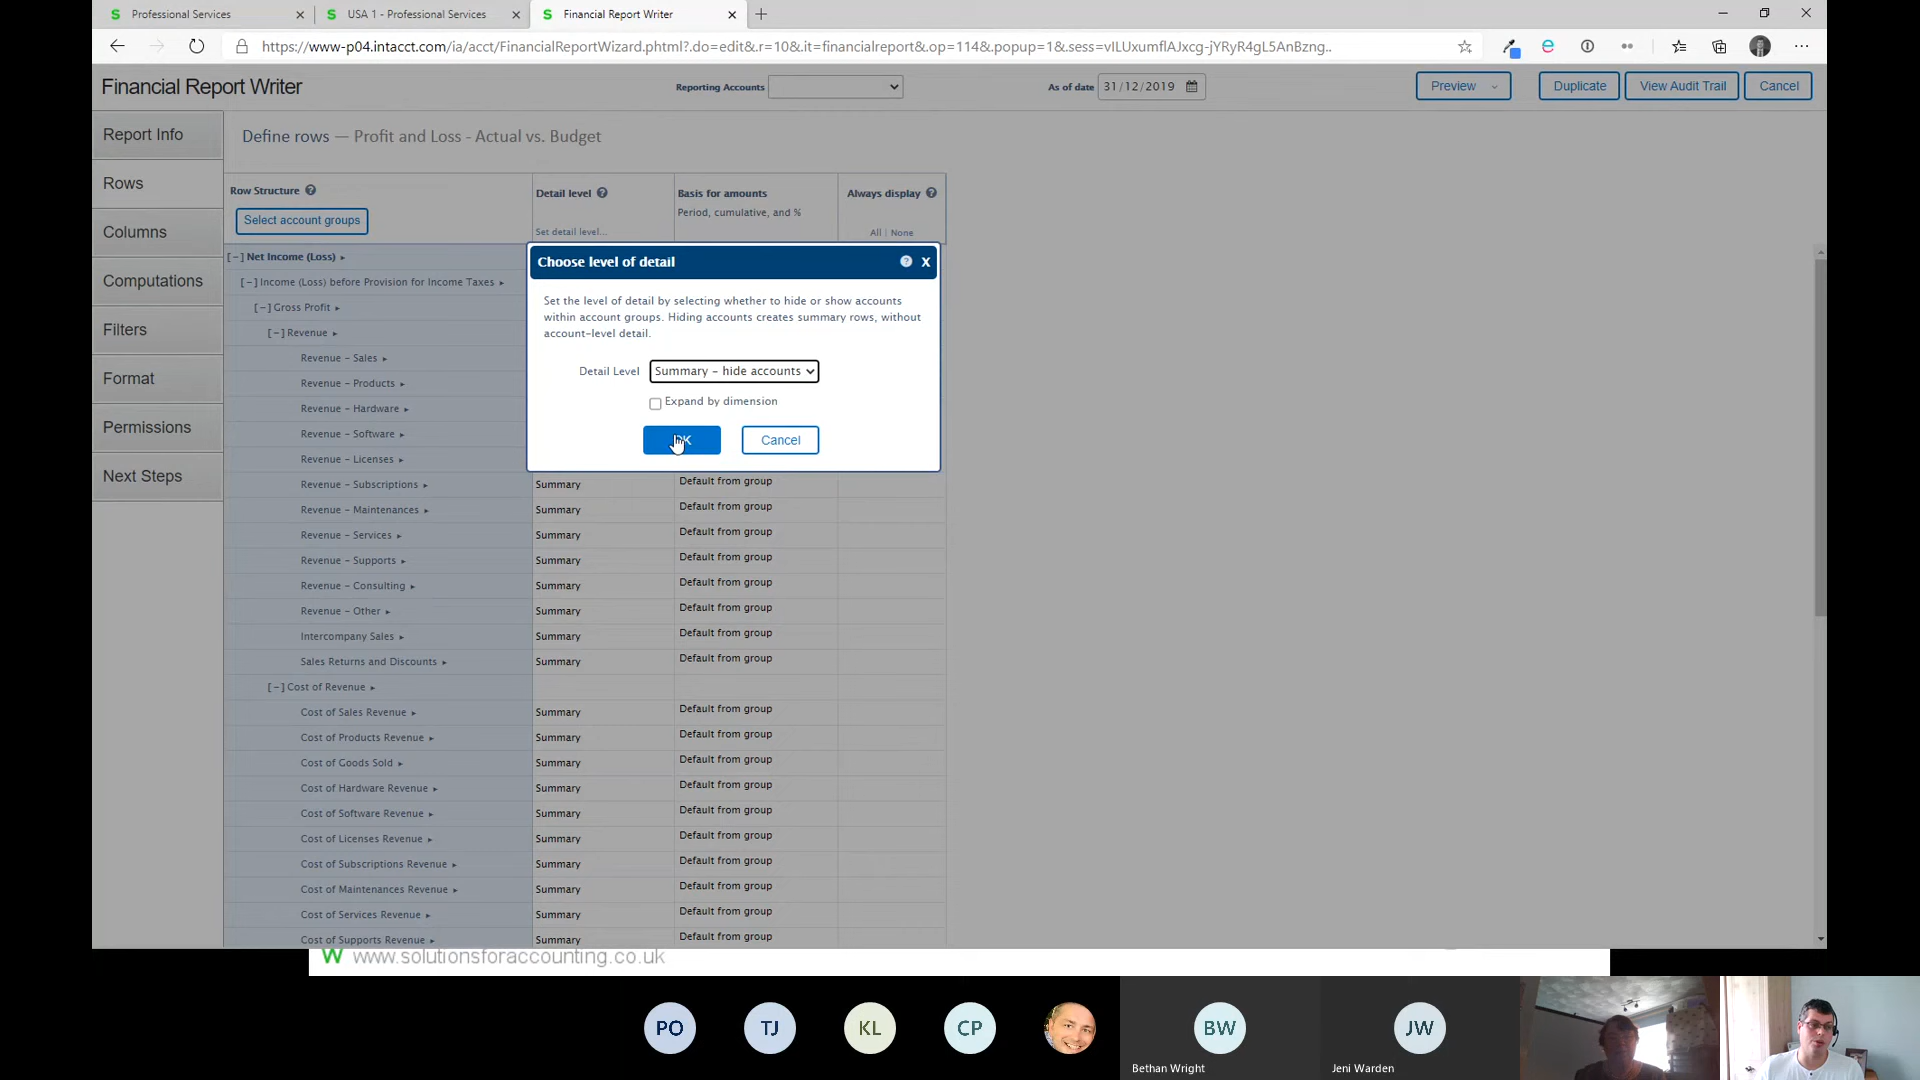 Professional Services
USA 1 - Professional Services
Financial Report Writer
https://www-p04.intacct.com/ia/acct/FinancialReportWizard.phtml?.do=edit&.r=10&.it=financialreport&.op=114&.popup=1&.sess=vILUxumflAJxcg-jYRyR4gL5AnBzng..
Financial Report Writer
Reporting Accounts
As of date 31/12/2019
Preview
Duplicate
View Audit Trail
Cancel
Report Info
Rows
Columns
Computations
Filters
Format
Permissions
Next Steps
Define rows — Profit and Loss - Actual vs. Budget
Row Structure
Select account groups
Detail level
Set detail level...
Basis for amounts
Period, cumulative, and %
Always display
All | None
[-] Net Income (Loss)
[-] Income (Loss) before Provision for Income Taxes
[-] Gross Profit
[-] Revenue
Revenue - Sales
Revenue - Products
Revenue - Hardware
Revenue - Software
Revenue - Licenses
Choose level of detail
X
Set the level of detail by selecting whether to hide or show accounts
within account groups. Hiding accounts creates summary rows, without
account-level detail.
Detail Level Summary - hide accounts
Expand by dimension
OK
Cancel
Revenue - Subscriptions Summary Default from group
Revenue - Maintenances Summary Default from group
Revenue - Services Summary Default from group
Revenue - Supports Summary Default from group
Revenue - Consulting Summary Default from group
Revenue - Other Summary Default from group
Intercompany Sales Summary Default from group
Sales Returns and Discounts Summary Default from group
[-] Cost of Revenue
Cost of Sales Revenue Summary Default from group
Cost of Products Revenue Summary Default from group
Cost of Goods Sold Summary Default from group
Cost of Hardware Revenue Summary Default from group
Cost of Software Revenue Summary Default from group
Cost of Licenses Revenue Summary Default from group
Cost of Subscriptions Revenue Summary Default from group
Cost of Maintenances Revenue Summary Default from group
Cost of Services Revenue Summary Default from group
Cost of Supports Revenue Summary Default from group
W www.solutionsforaccounting.co.uk
PO
TJ
KL
CP
BW
Bethan Wright
JW
Jeni Warden